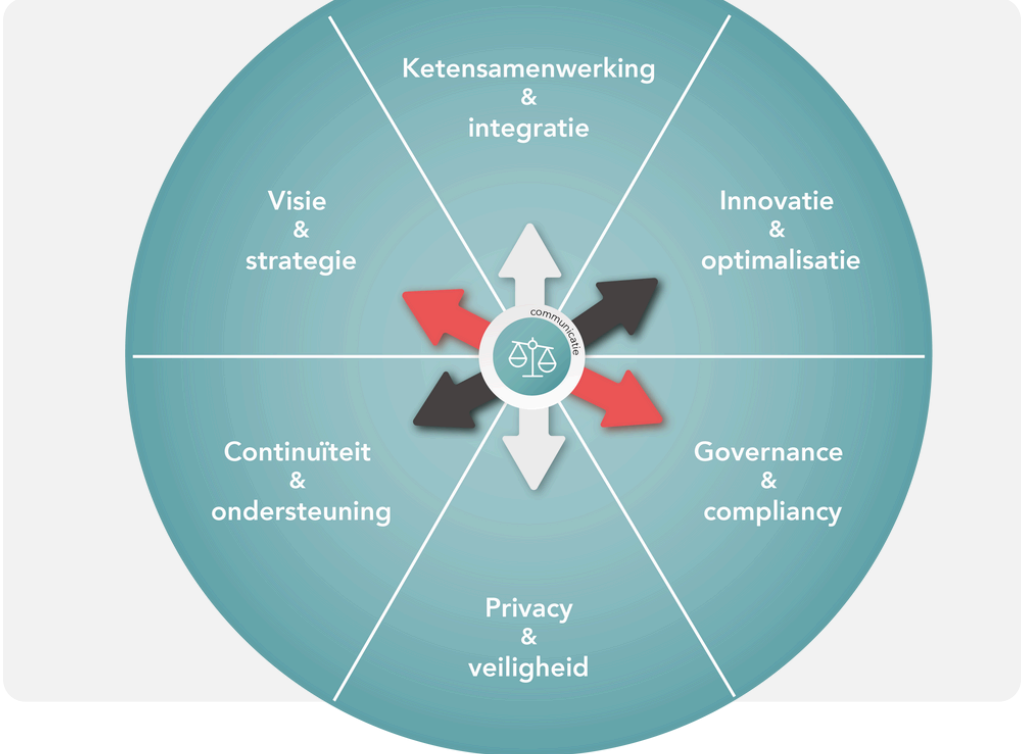 Ketensamenwerking
&
integratie
Visie
&
strategie
Innovatie
&
optimalisatie
communicatie
Continuïteit
&
ondersteuning
Governance
&
compliancy
Privacy
&
veiligheid